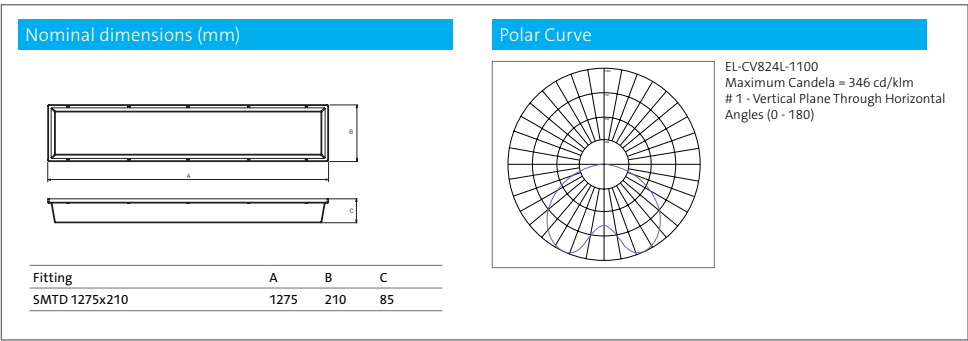 Nominal dimensions (mm)
B
A
C
Fitting A B C
SMTD 1275x210 1275 210 85
Polar Curve
EL-CV824L-1100
Maximum Candela = 346 cd/klm
# 1 - Vertical Plane Through Horizontal
Angles (0 - 180)